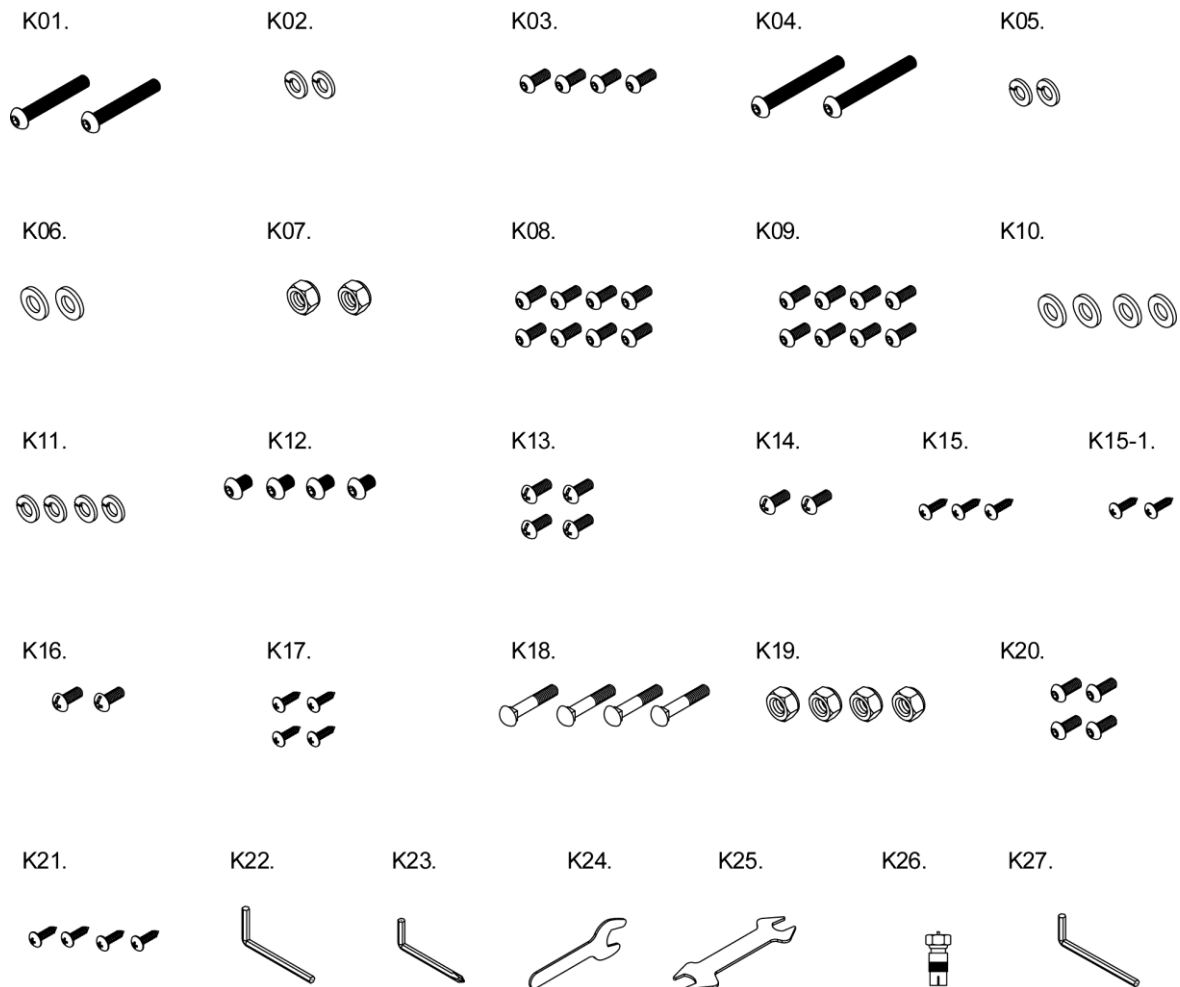 K01. K02. K03. K04. K05.
K06. K07. K08. K09. K10.
K11. K12. K13. K14. K15. K15-1.
K16. K17. K18. K19. K20.
K21. K22. K23. K24. K25. K26. K27.